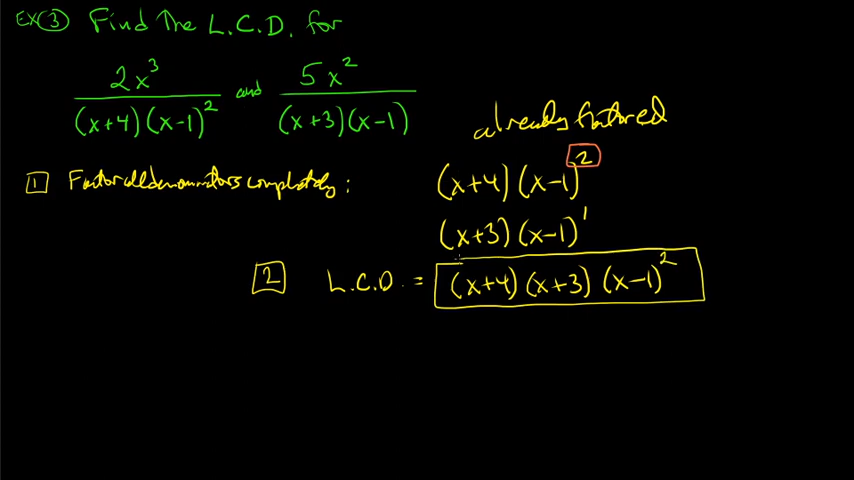 EX③ Find The L.C.D. for
2x³/(x+4)(x-1)² and 5x²/(x+3)(x-1)
already factored
1 Factor all denominators completely: (x+4)(x-1)²
(x+3)(x-1)¹
2 L.C.D. = (x+4)(x+3)(x-1)²